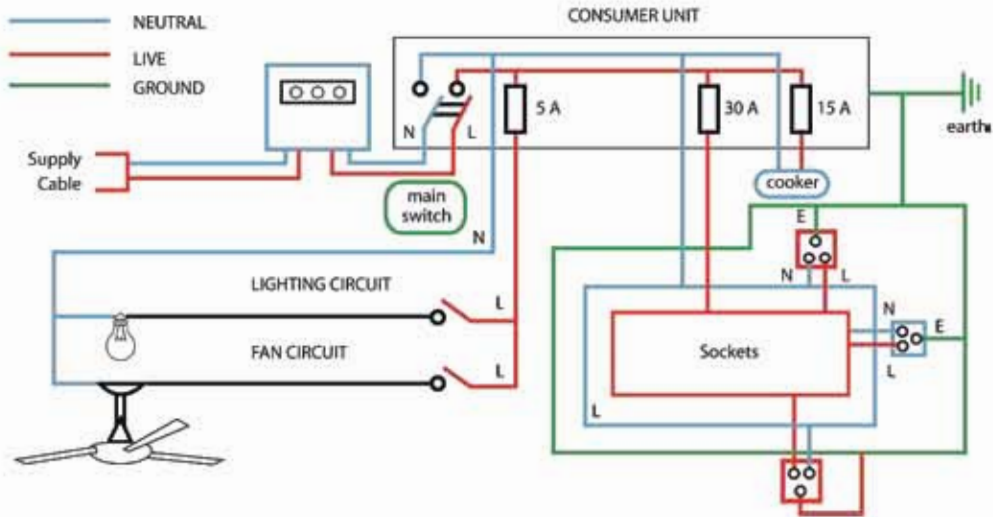 CONSUMER UNIT
NEUTRAL
LIVE
GROUND
5 A
30 A
15 A
N
L
earth
Supply
Cable
main
switch
cooker
N
E
N
L
LIGHTING CIRCUIT
L
N
E
FAN CIRCUIT
Sockets
L
L
L